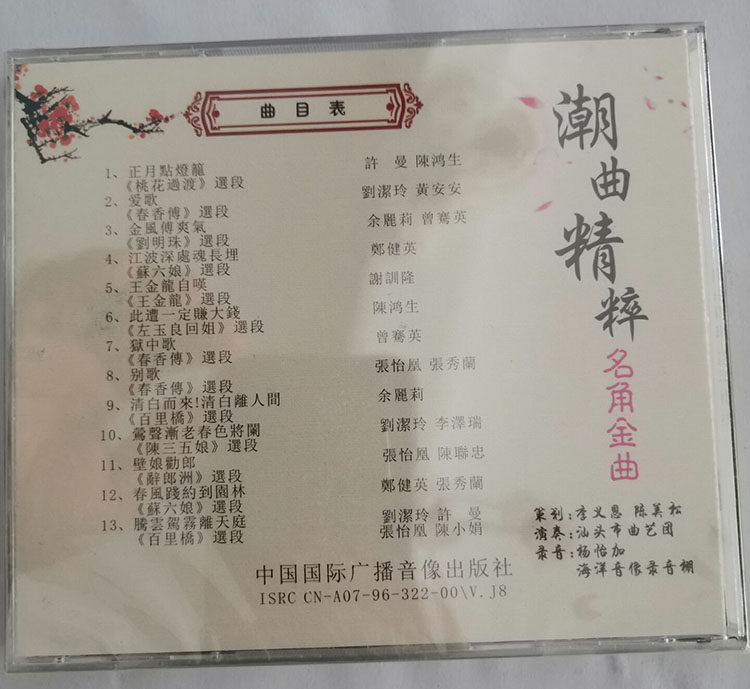 曲目表
1、正月點燈籠
《桃花過渡》選段
許曼 陳鸿生
2、爱歌
《春香傅》選段
劉潔玲 黃安安
3、金風傅爽氣
《劉明珠》選段
余麗莉 曾騫英
4、江波深處魂長埋
《蘇六娘》選段
鄭健英
5、王金龍自嘆
《王金龍》選段
謝訓隆
6、此遭一定賺大錢
《左玉良回姐》選段
陳鸿生
7、獄中歌
《春香傳》選段
曾騫英
8、别歌
《春香傳》選段
張怡凰 張秀蘭
9、清白而來!清白離人間
《百里橋》選段
余麗莉
10、鶯聲漸老春色將闌
《陳三五娘》選段
劉潔玲 李澤瑞
11、壁娘勸郎
《辭郎洲》選段
張怡凰 陳聯忠
12、春風踐約到園林
《蘇六娘》選段
鄭健英 張秀蘭
13、騰雲駕霧離天庭
《百里橋》選段
劉潔玲 許曼
張怡凰 陳小娟
潮曲精粹
名角金曲
策划:李义恩 陈英松
演奏:汕头市曲艺团
录音:杨怡加
海洋音像录音棚
中国国际广播音像出版社
ISRC CN-A07-96-322-00\V.J8